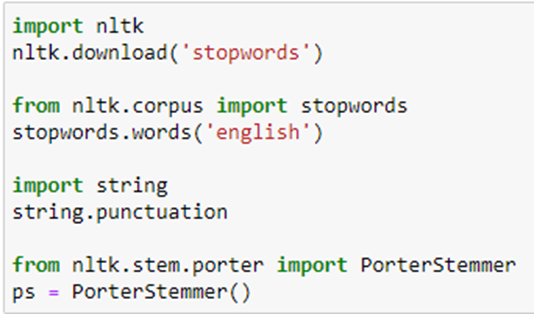 import nltk
nltk.download('stopwords')
from nltk.corpus import stopwords
stopwords.words('english')
import string
string.punctuation
from nltk.stem.porter import PorterStemmer
ps = PorterStemmer()